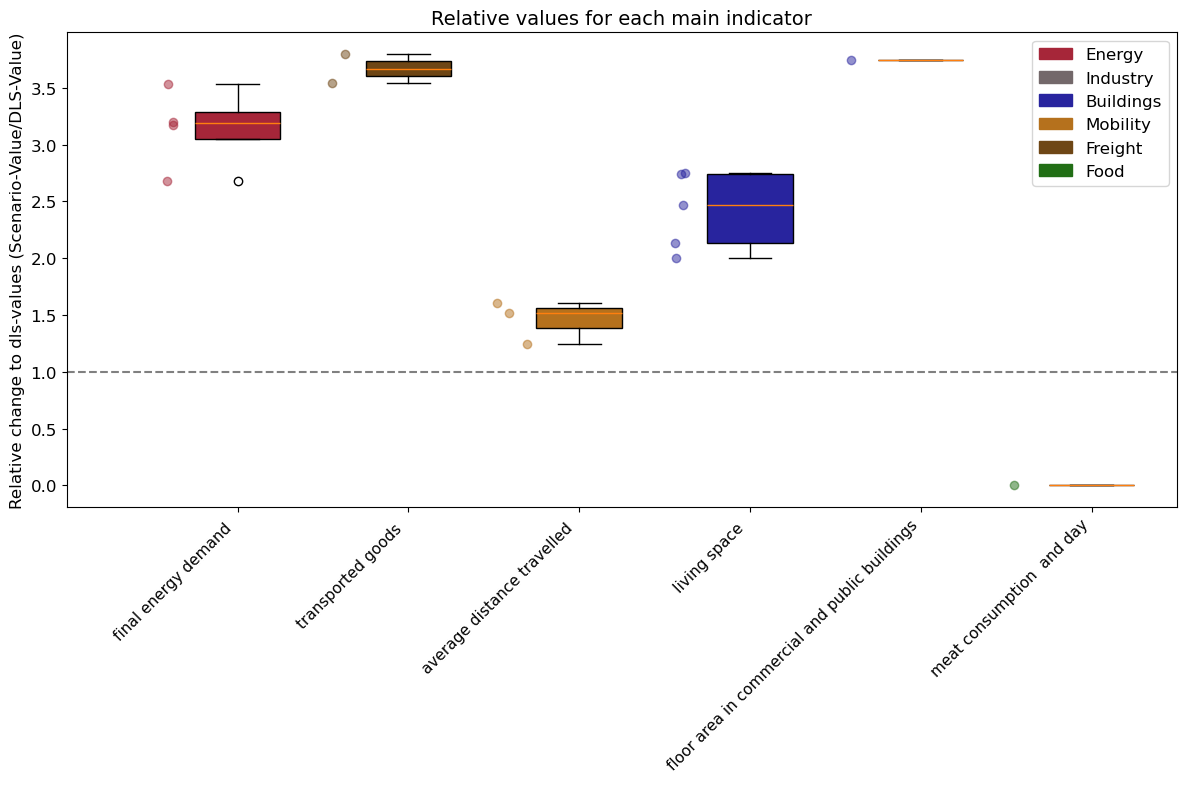 Relative values for each main indicator
Relative change to dls-values (Scenario-Value/DLS-Value)
3.5
3.0
2.5
2.0
1.5
1.0
0.5
0.0
Energy
Industry
Buildings
Mobility
Freight
Food
final energy demand
transported goods
average distance travelled
living space
floor area in commercial and public buildings
meat consumption  and day